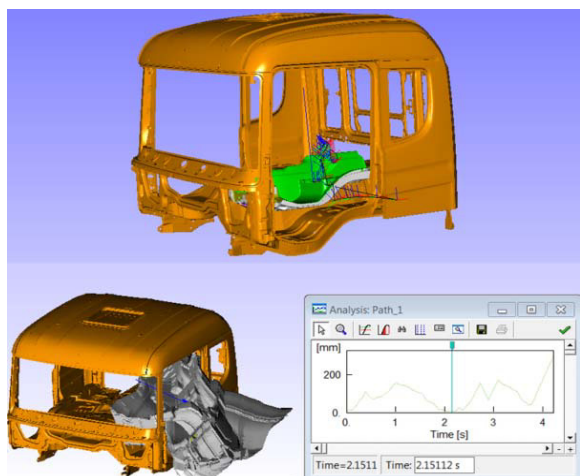 Analysis: Path_1
[mm]
200
0
0 1 2 3 4
Time [s]
Time=2.1511 Time: 2.15112 s